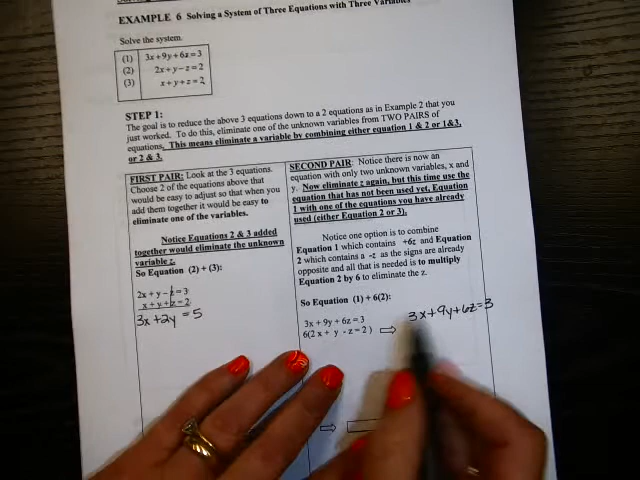 EXAMPLE 6 Solving a System of Three Equations with Three Variables
Solve the system.
(1) 3x+9y+6z=3
(2) 2x+y-z=2
(3) x+y+z=2
STEP 1:
The goal is to reduce the above 3 equations down to a 2 equations as in Example 2 that you
just worked. To do this, eliminate one of the unknown variables from TWO PAIRS of
equations. This means eliminate a variable by combining either equation 1 & 2 or 1&3,
or 2 & 3.
FIRST PAIR: Look at the 3 equations.
Choose 2 of the equations above that
would be easy to adjust so that when you
add them together it would be easy to
eliminate one of the variables.
Notice Equations 2 & 3 added
together would eliminate the unknown
variable z.
So Equation (2) + (3):
2x + y - z = 3
x + y + z = 2
3x +2y = 5
SECOND PAIR: Notice there is now an
equation with only two unknown variables, x and
y. Now eliminate z again, but this time use the
equation that has not been used yet, Equation
1 with one of the equations you have already
used (either Equation 2 or 3).
Notice one option is to combine
Equation 1 which contains +6z and Equation
2 which contains a -z as the signs are already
opposite and all that is needed is to multiply
Equation 2 by 6 to eliminate the z.
So Equation (1) + 6(2):
3x + 9y + 6z = 3
6(2x + y - z = 2 ) ⇨
3x+9y+6z=3
⇨